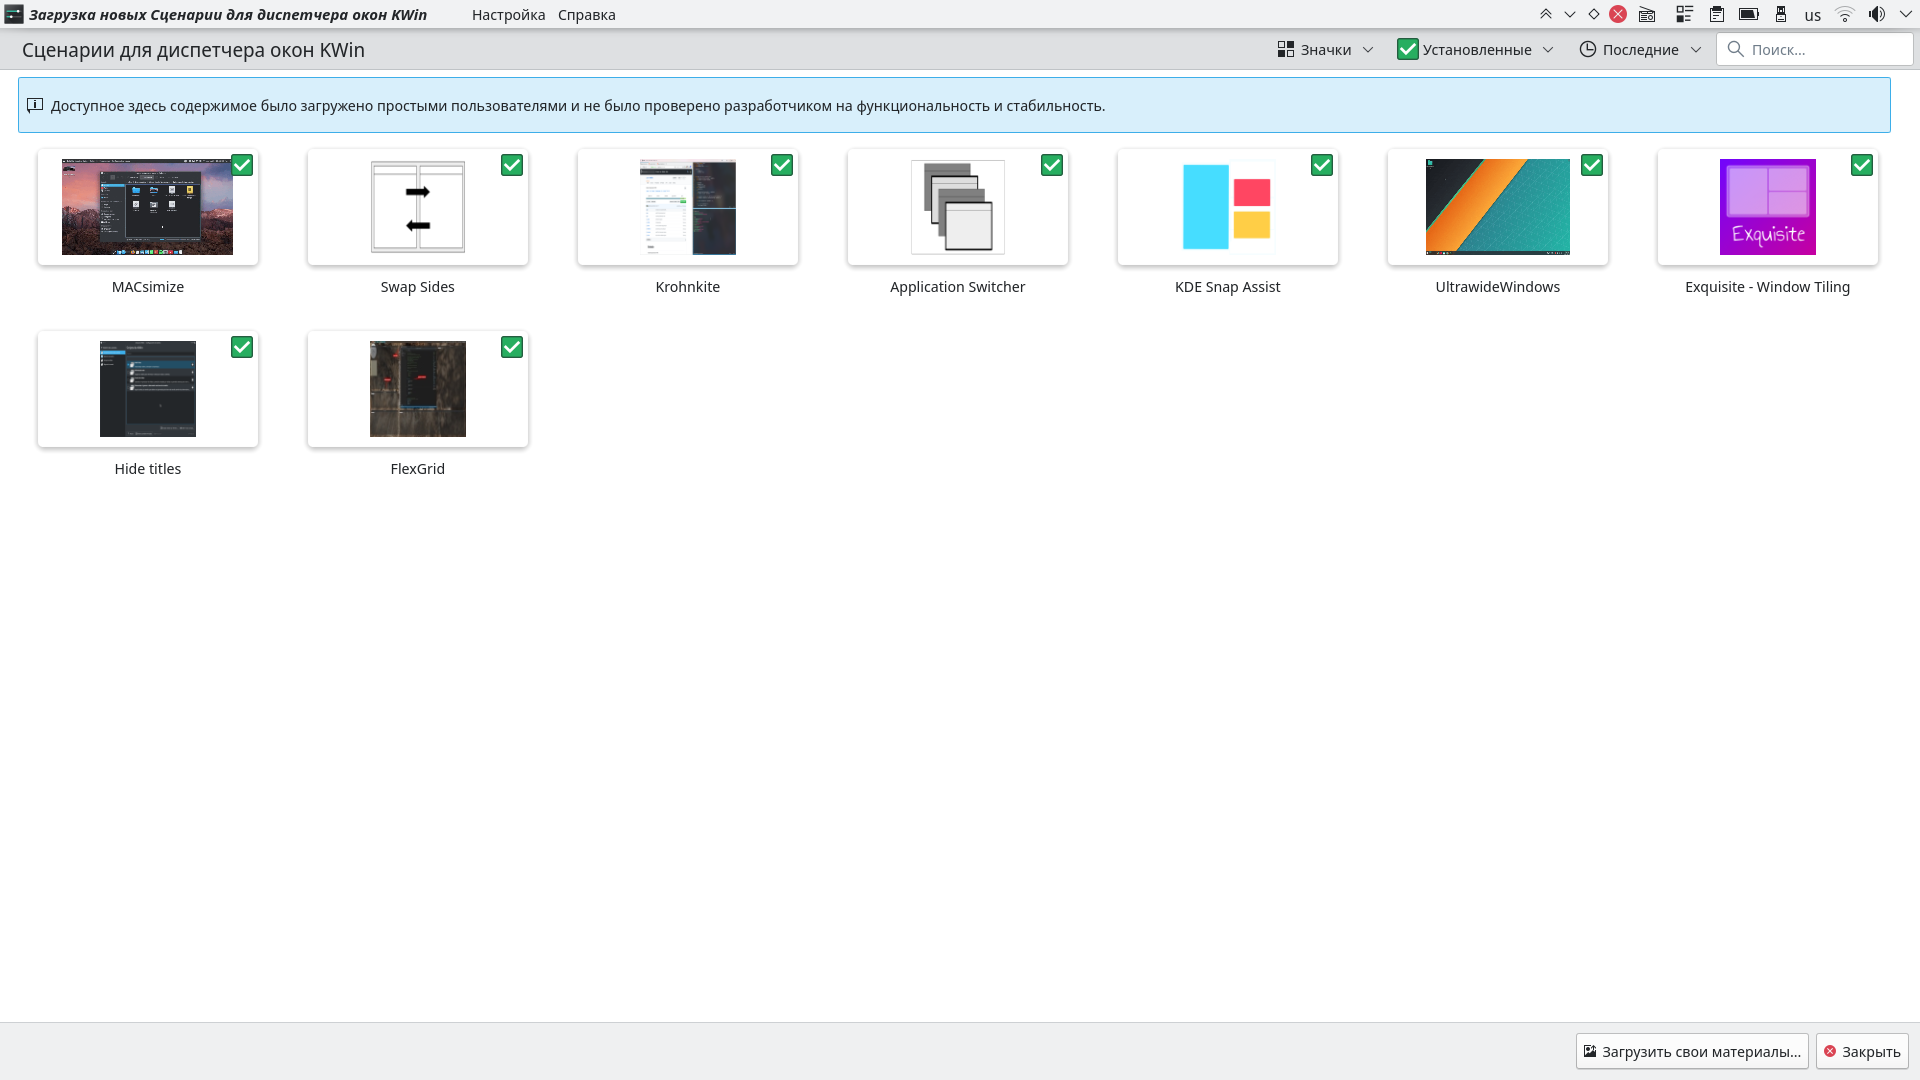 Загрузка новых Сценарии для диспетчера окон KWin
Настройка Справка
us
Сценарии для диспетчера окон KWin
Значки
Установленные
Последние
Поиск...
Доступное здесь содержимое было загружено простыми пользователями и не было проверено разработчиком на функциональность и стабильность.
Exquisite
MACsimize
Swap Sides
Krohnkite
Application Switcher
KDE Snap Assist
UltrawideWindows
Exquisite - Window Tiling
Hide titles
FlexGrid
Загрузить свои материалы...
Закрыть